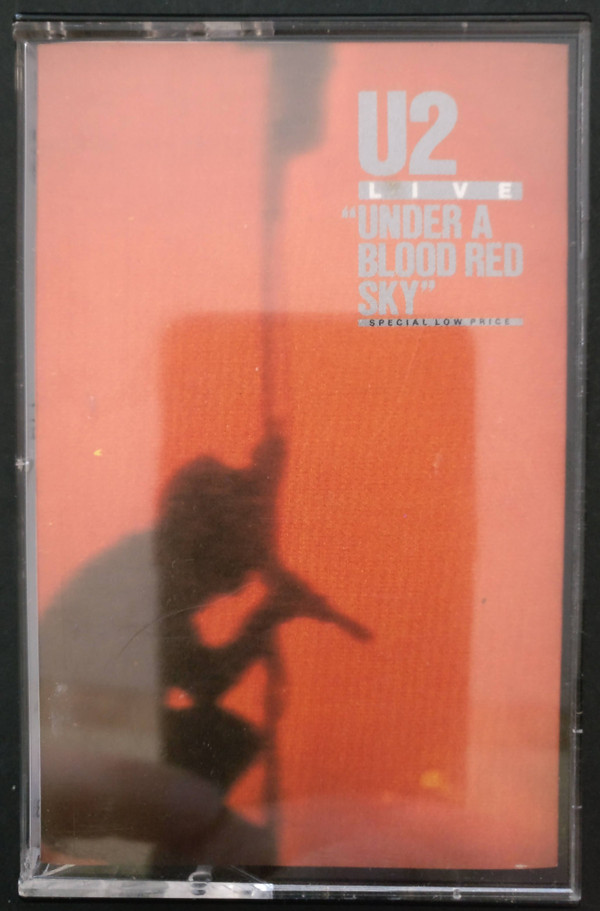 U2
LIVE
“UNDER A
BLOOD RED
SKY”
SPECIAL LOW PRICE